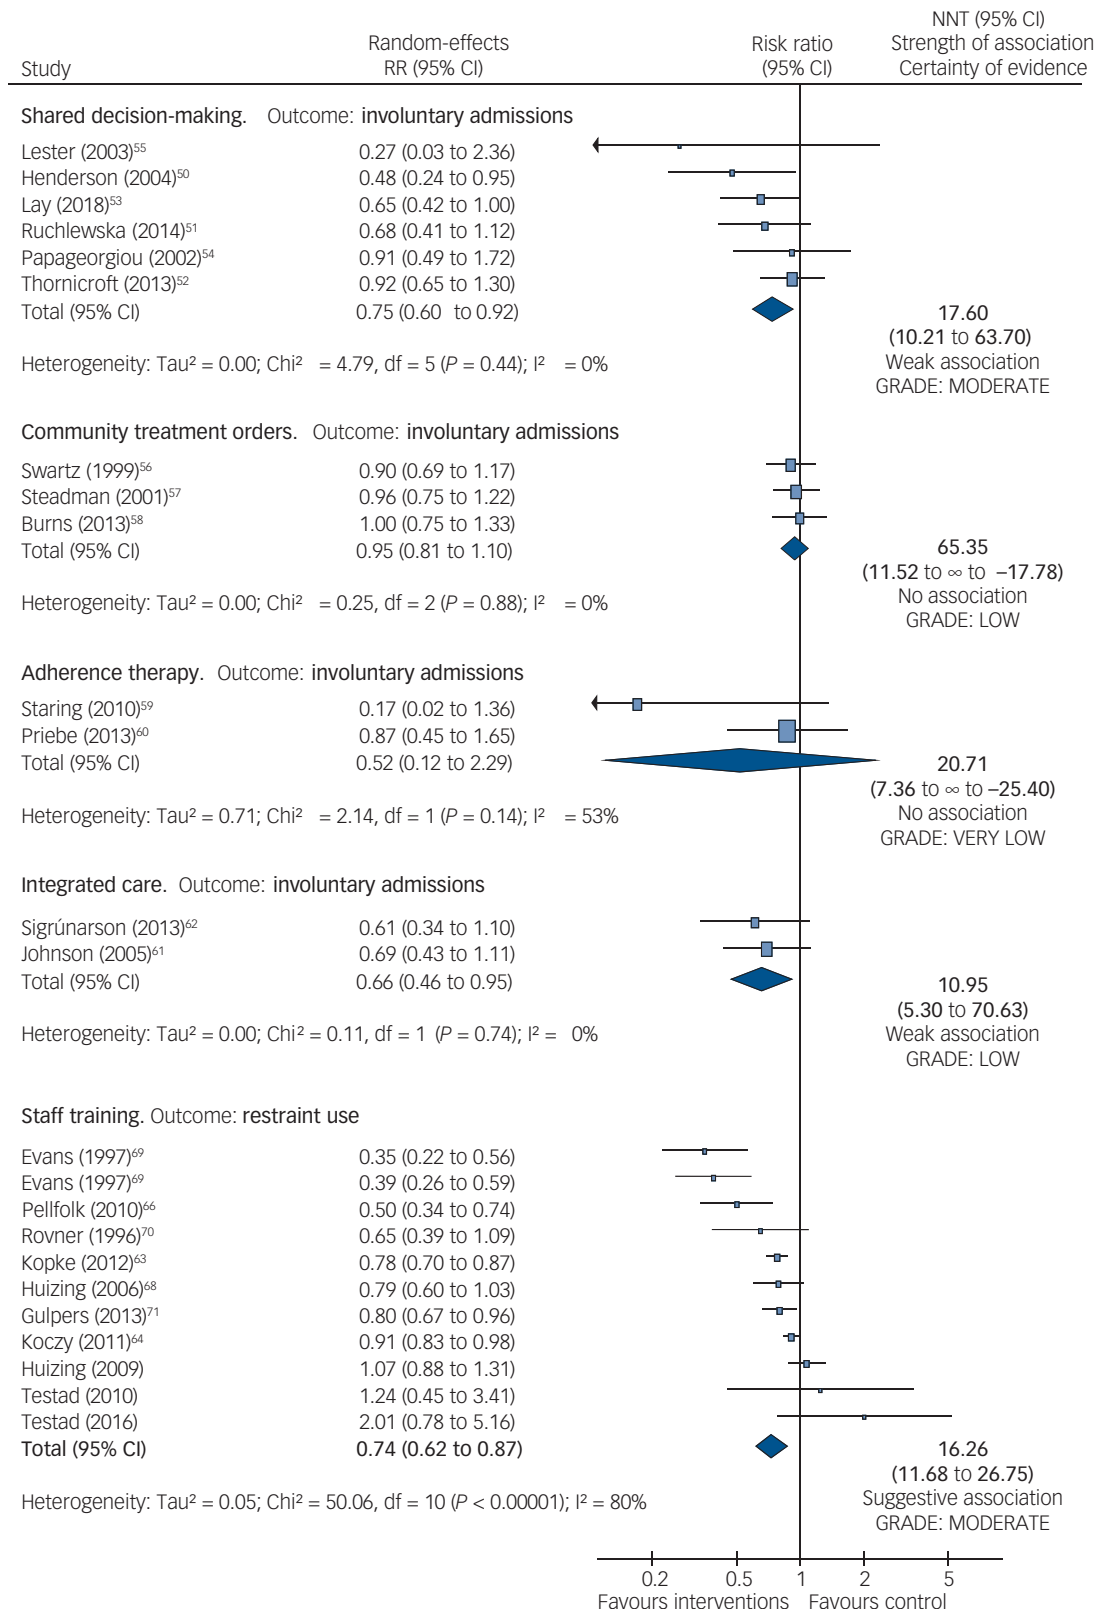 Study
Random-effects
RR (95% CI)
Risk ratio
(95% CI)
NNT (95% CI)
Strength of association
Certainty of evidence
Shared decision-making. Outcome: involuntary admissions
Lester (2003)⁵⁵ 0.27 (0.03 to 2.36)
Henderson (2004)⁵⁰ 0.48 (0.24 to 0.95)
Lay (2018)⁵³ 0.65 (0.42 to 1.00)
Ruchlewska (2014)⁵¹ 0.68 (0.41 to 1.12)
Papageorgiou (2002)⁵⁴ 0.91 (0.49 to 1.72)
Thornicroft (2013)⁵² 0.92 (0.65 to 1.30)
Total (95% CI) 0.75 (0.60 to 0.92)
17.60
(10.21 to 63.70)
Weak association
GRADE: MODERATE
Heterogeneity: Tau² = 0.00; Chi² = 4.79, df = 5 (P = 0.44); I² = 0%
Community treatment orders. Outcome: involuntary admissions
Swartz (1999)⁵⁶ 0.90 (0.69 to 1.17)
Steadman (2001)⁵⁷ 0.96 (0.75 to 1.22)
Burns (2013)⁵⁸ 1.00 (0.75 to 1.33)
Total (95% CI) 0.95 (0.81 to 1.10)
65.35
(11.52 to ∞ to –17.78)
No association
GRADE: LOW
Heterogeneity: Tau² = 0.00; Chi² = 0.25, df = 2 (P = 0.88); I² = 0%
Adherence therapy. Outcome: involuntary admissions
Staring (2010)⁵⁹ 0.17 (0.02 to 1.36)
Priebe (2013)⁶⁰ 0.87 (0.45 to 1.65)
Total (95% CI) 0.52 (0.12 to 2.29)
20.71
(7.36 to ∞ to –25.40)
No association
GRADE: VERY LOW
Heterogeneity: Tau² = 0.71; Chi² = 2.14, df = 1 (P = 0.14); I² = 53%
Integrated care. Outcome: involuntary admissions
Sigrúnarson (2013)⁶² 0.61 (0.34 to 1.10)
Johnson (2005)⁶¹ 0.69 (0.43 to 1.11)
Total (95% CI) 0.66 (0.46 to 0.95)
10.95
(5.30 to 70.63)
Weak association
GRADE: LOW
Heterogeneity: Tau² = 0.00; Chi² = 0.11, df = 1 (P = 0.74); I² = 0%
Staff training. Outcome: restraint use
Evans (1997)⁶⁹ 0.35 (0.22 to 0.56)
Evans (1997)⁶⁹ 0.39 (0.26 to 0.59)
Pellfolk (2010)⁶⁶ 0.50 (0.34 to 0.74)
Rovner (1996)⁷⁰ 0.65 (0.39 to 1.09)
Kopke (2012)⁶³ 0.78 (0.70 to 0.87)
Huizing (2006)⁶⁸ 0.79 (0.60 to 1.03)
Gulpers (2013)⁷¹ 0.80 (0.67 to 0.96)
Koczy (2011)⁶⁴ 0.91 (0.83 to 0.98)
Huizing (2009) 1.07 (0.88 to 1.31)
Testad (2010) 1.24 (0.45 to 3.41)
Testad (2016) 2.01 (0.78 to 5.16)
Total (95% CI) 0.74 (0.62 to 0.87)
16.26
(11.68 to 26.75)
Suggestive association
GRADE: MODERATE
Heterogeneity: Tau² = 0.05; Chi² = 50.06, df = 10 (P < 0.00001); I² = 80%
0.2 0.5 1 2 5
Favours interventions Favours control